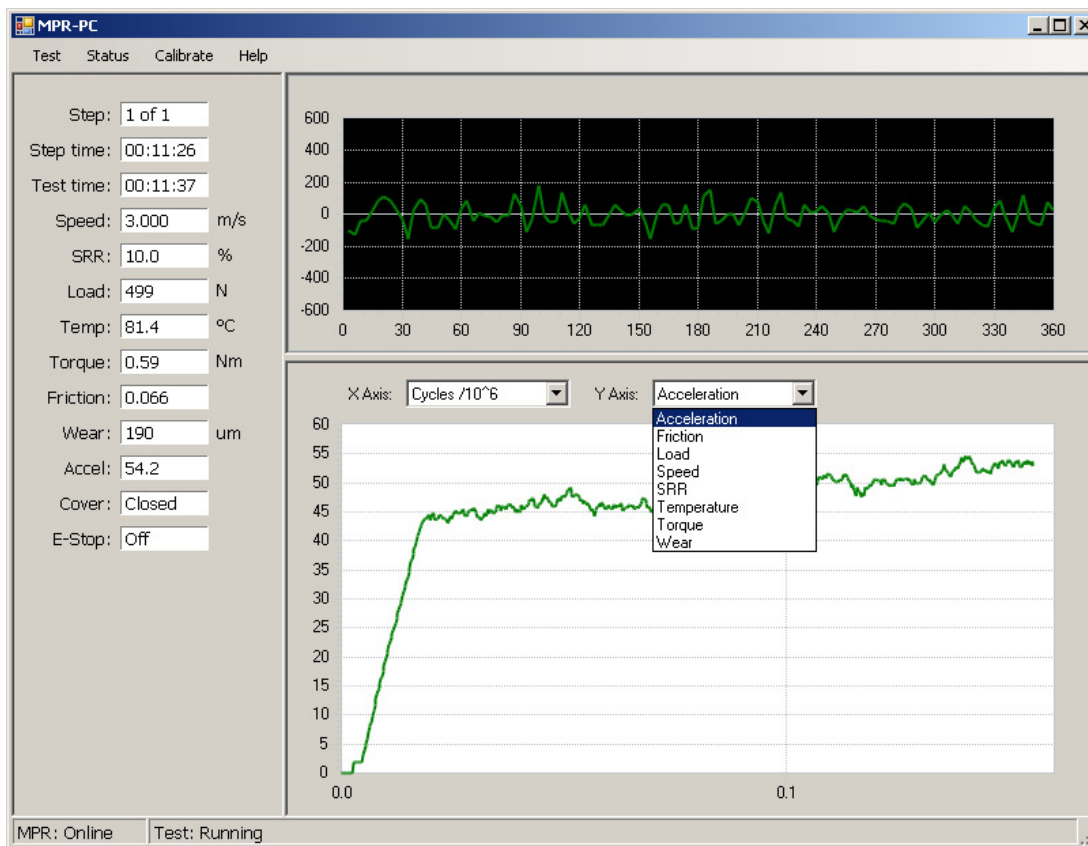 MPR-PC
Test Status Calibrate Help
Step: 1 of 1
Step time: 00:11:26
Test time: 00:11:37
Speed: 3.000 m/s
SRR: 10.0 %
Load: 499 N
Temp: 81.4 ºC
Torque: 0.59 Nm
Friction: 0.066
Wear: 190 um
Accel: 54.2
Cover: Closed
E-Stop: Off
600
400
200
0
-200
-400
-600
0 30 60 90 120 150 180 210 240 270 300 330 360
X Axis: Cycles /10^6 Y Axis: Acceleration
Acceleration
Friction
Load
Speed
SRR
Temperature
Torque
Wear
60
55
50
45
40
35
30
25
20
15
10
5
0
0.0 0.1
MPR: Online Test: Running